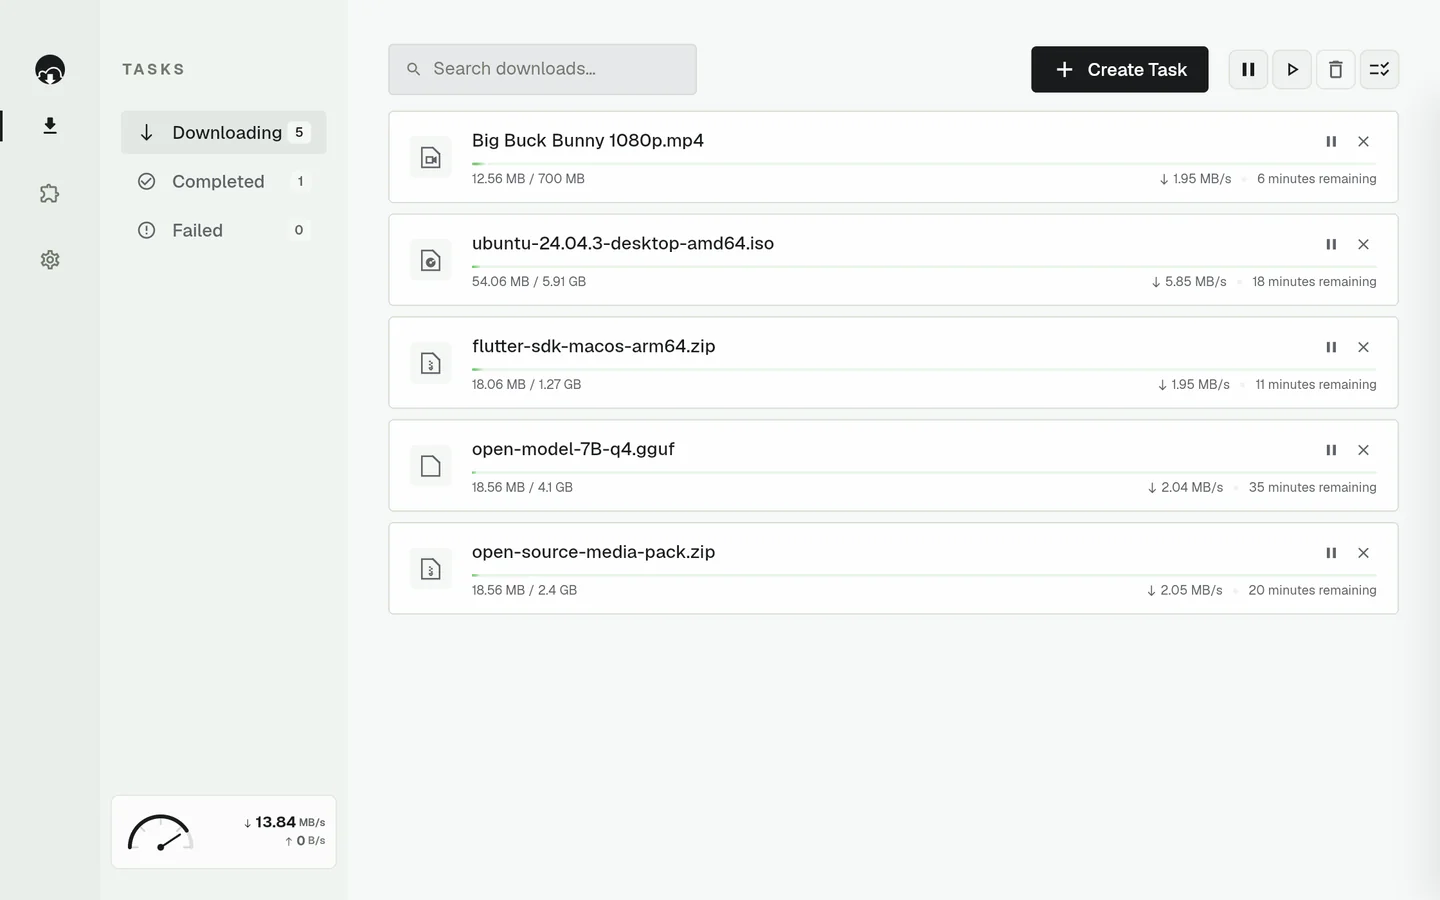 TASKS
Downloading 5
Completed 1
Failed 0
↓ 13.84 MB/s
↑ 0 B/s
Search downloads...
Create Task
Big Buck Bunny 1080p.mp4
12.56 MB / 700 MB ↓ 1.95 MB/s 6 minutes remaining
ubuntu-24.04.3-desktop-amd64.iso
54.06 MB / 5.91 GB ↓ 5.85 MB/s 18 minutes remaining
flutter-sdk-macos-arm64.zip
18.06 MB / 1.27 GB ↓ 1.95 MB/s 11 minutes remaining
open-model-7B-q4.gguf
18.56 MB / 4.1 GB ↓ 2.04 MB/s 35 minutes remaining
open-source-media-pack.zip
18.56 MB / 2.4 GB ↓ 2.05 MB/s 20 minutes remaining